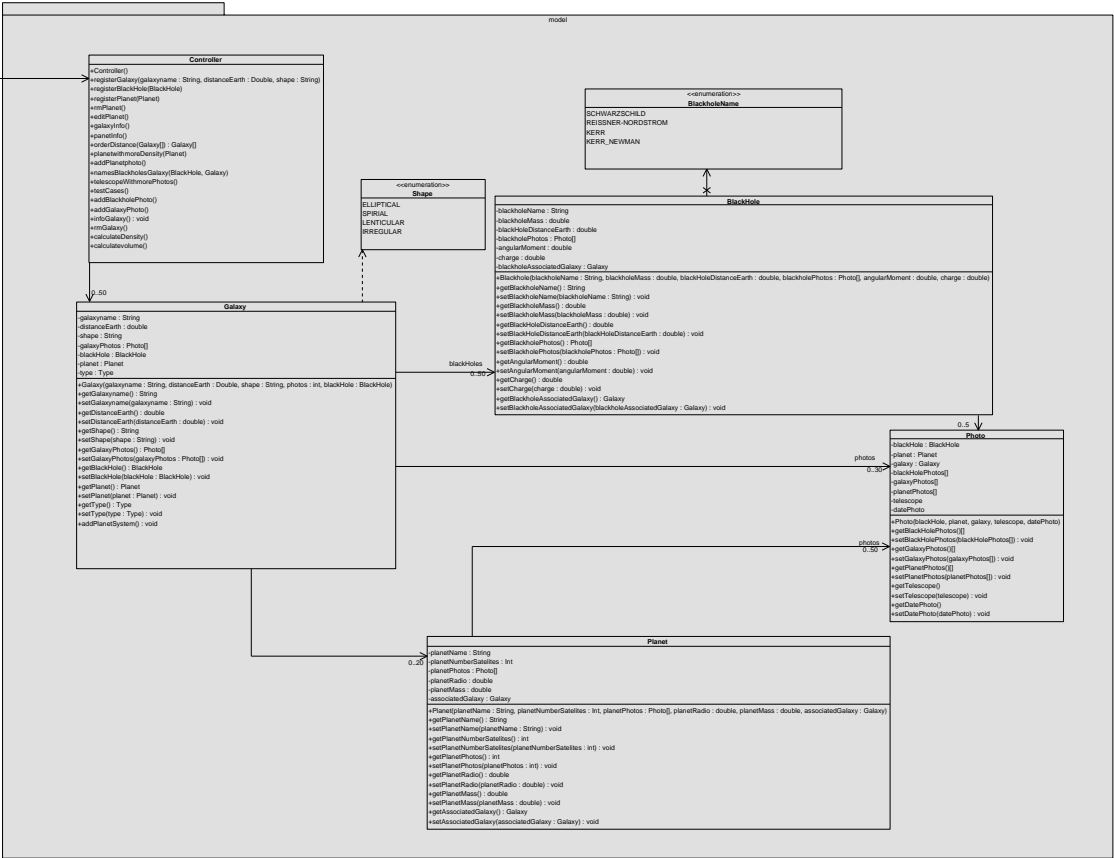 model
Controller
+Controller()
+registerGalaxy(galaxyname : String, distanceEarth : Double, shape : String)
+registerBlackHole(BlackHole)
+registerPlanet(Planet)
+rmPlanet()
+editPlanet()
+galaxyInfo()
+panetInfo()
+orderDistance(Galaxy[]) : Galaxy[]
+planetwithmoreDensity(Planet)
+addPlanetphoto()
+namesBlackholesGalaxy(BlackHole, Galaxy)
+telescopeWithmorePhotos()
+testCases()
+addBlackholePhoto()
+addGalaxyPhoto()
+infoGalaxy() : void
+rmGalaxy()
+calculateDensity()
+calculatevolume()
0..50
<<enumeration>>
BlackholeName
SCHWARZSCHILD
REISSNER-NORDSTROM
KERR
KERR_NEWMAN
<<enumeration>>
Shape
ELLIPTICAL
SPIRIAL
LENTICULAR
IRREGULAR
BlackHole
-blackholeName : String
-blackholeMass : double
-blackHoleDistanceEarth : double
-blackholePhotos : Photo[]
-angularMoment : double
-charge : double
-blackholeAssociatedGalaxy : Galaxy
+Blackhole(blackholeName : String, blackholeMass : double, blackHoleDistanceEarth : double, blackholePhotos : Photo[], angularMoment : double, charge : double)
+getBlackholeName() : String
+setBlackholeName(blackholeName : String) : void
+getBlackholeMass() : double
+setBlackholeMass(blackholeMass : double) : void
+getBlackHoleDistanceEarth() : double
+setBlackHoleDistanceEarth(blackHoleDistanceEarth : double) : void
+getBlackholePhotos() : Photo[]
+setBlackholePhotos(blackholePhotos : Photo[]) : void
+getAngularMoment() : double
+setAngularMoment(angularMoment : double) : void
+getCharge() : double
+setCharge(charge : double) : void
+getBlackholeAssociatedGalaxy() : Galaxy
+setBlackholeAssociatedGalaxy(blackholeAssociatedGalaxy : Galaxy) : void
Galaxy
-galaxyname : String
-distanceEarth : double
-shape : String
-galaxyPhotos : Photo[]
-blackHole : BlackHole
-planet : Planet
-type : Type
+Galaxy(galaxyname : String, distanceEarth : Double, shape : String, photos : int, blackHole : BlackHole)
+getGalaxyname() : String
+setGalaxyname(galaxyname : String) : void
+getDistanceEarth() : double
+setDistanceEarth(distanceEarth : double) : void
+getShape() : String
+setShape(shape : String) : void
+getGalaxyPhotos() : Photo[]
+setGalaxyPhotos(galaxyPhotos : Photo[]) : void
+getBlackHole() : BlackHole
+setBlackHole(blackHole : BlackHole) : void
+getPlanet() : Planet
+setPlanet(planet : Planet) : void
+getType() : Type
+setType(type : Type) : void
+addPlanetSystem() : void
blackHoles
0..50
0..5
photos
0..30
photos
0..50
0..20
Photo
-blackHole : BlackHole
-planet : Planet
-galaxy : Galaxy
-blackHolePhotos[]
-galaxyPhotos[]
-planetPhotos[]
-telescope
-datePhoto
+Photo(blackHole, planet, galaxy, telescope, datePhoto)
+getBlackHolePhotos()[]
+setBlackHolePhotos(blackHolePhotos[]) : void
+getGalaxyPhotos()[]
+setGalaxyPhotos(galaxyPhotos[]) : void
+getPlanetPhotos()[]
+setPlanetPhotos(planetPhotos[]) : void
+getTelescope()
+setTelescope(telescope) : void
+getDatePhoto()
+setDatePhoto(datePhoto) : void
Planet
-planetName : String
-planetNumberSatelites : Int
-planetPhotos : Photo[]
-planetRadio : double
-planetMass : double
-associatedGalaxy : Galaxy
+Planet(planetName : String, planetNumberSatelites : Int, planetPhotos : Photo[], planetRadio : double, planetMass : double, associatedGalaxy : Galaxy)
+getPlanetName() : String
+setPlanetName(planetName : String) : void
+getPlanetNumberSatelites() : int
+setPlanetNumberSatelites(planetNumberSatelites : int) : void
+getPlanetPhotos() : int
+setPlanetPhotos(planetPhotos : int) : void
+getPlanetRadio() : double
+setPlanetRadio(planetRadio : double) : void
+getPlanetMass() : double
+setPlanetMass(planetMass : double) : void
+getAssociatedGalaxy() : Galaxy
+setAssociatedGalaxy(associatedGalaxy : Galaxy) : void